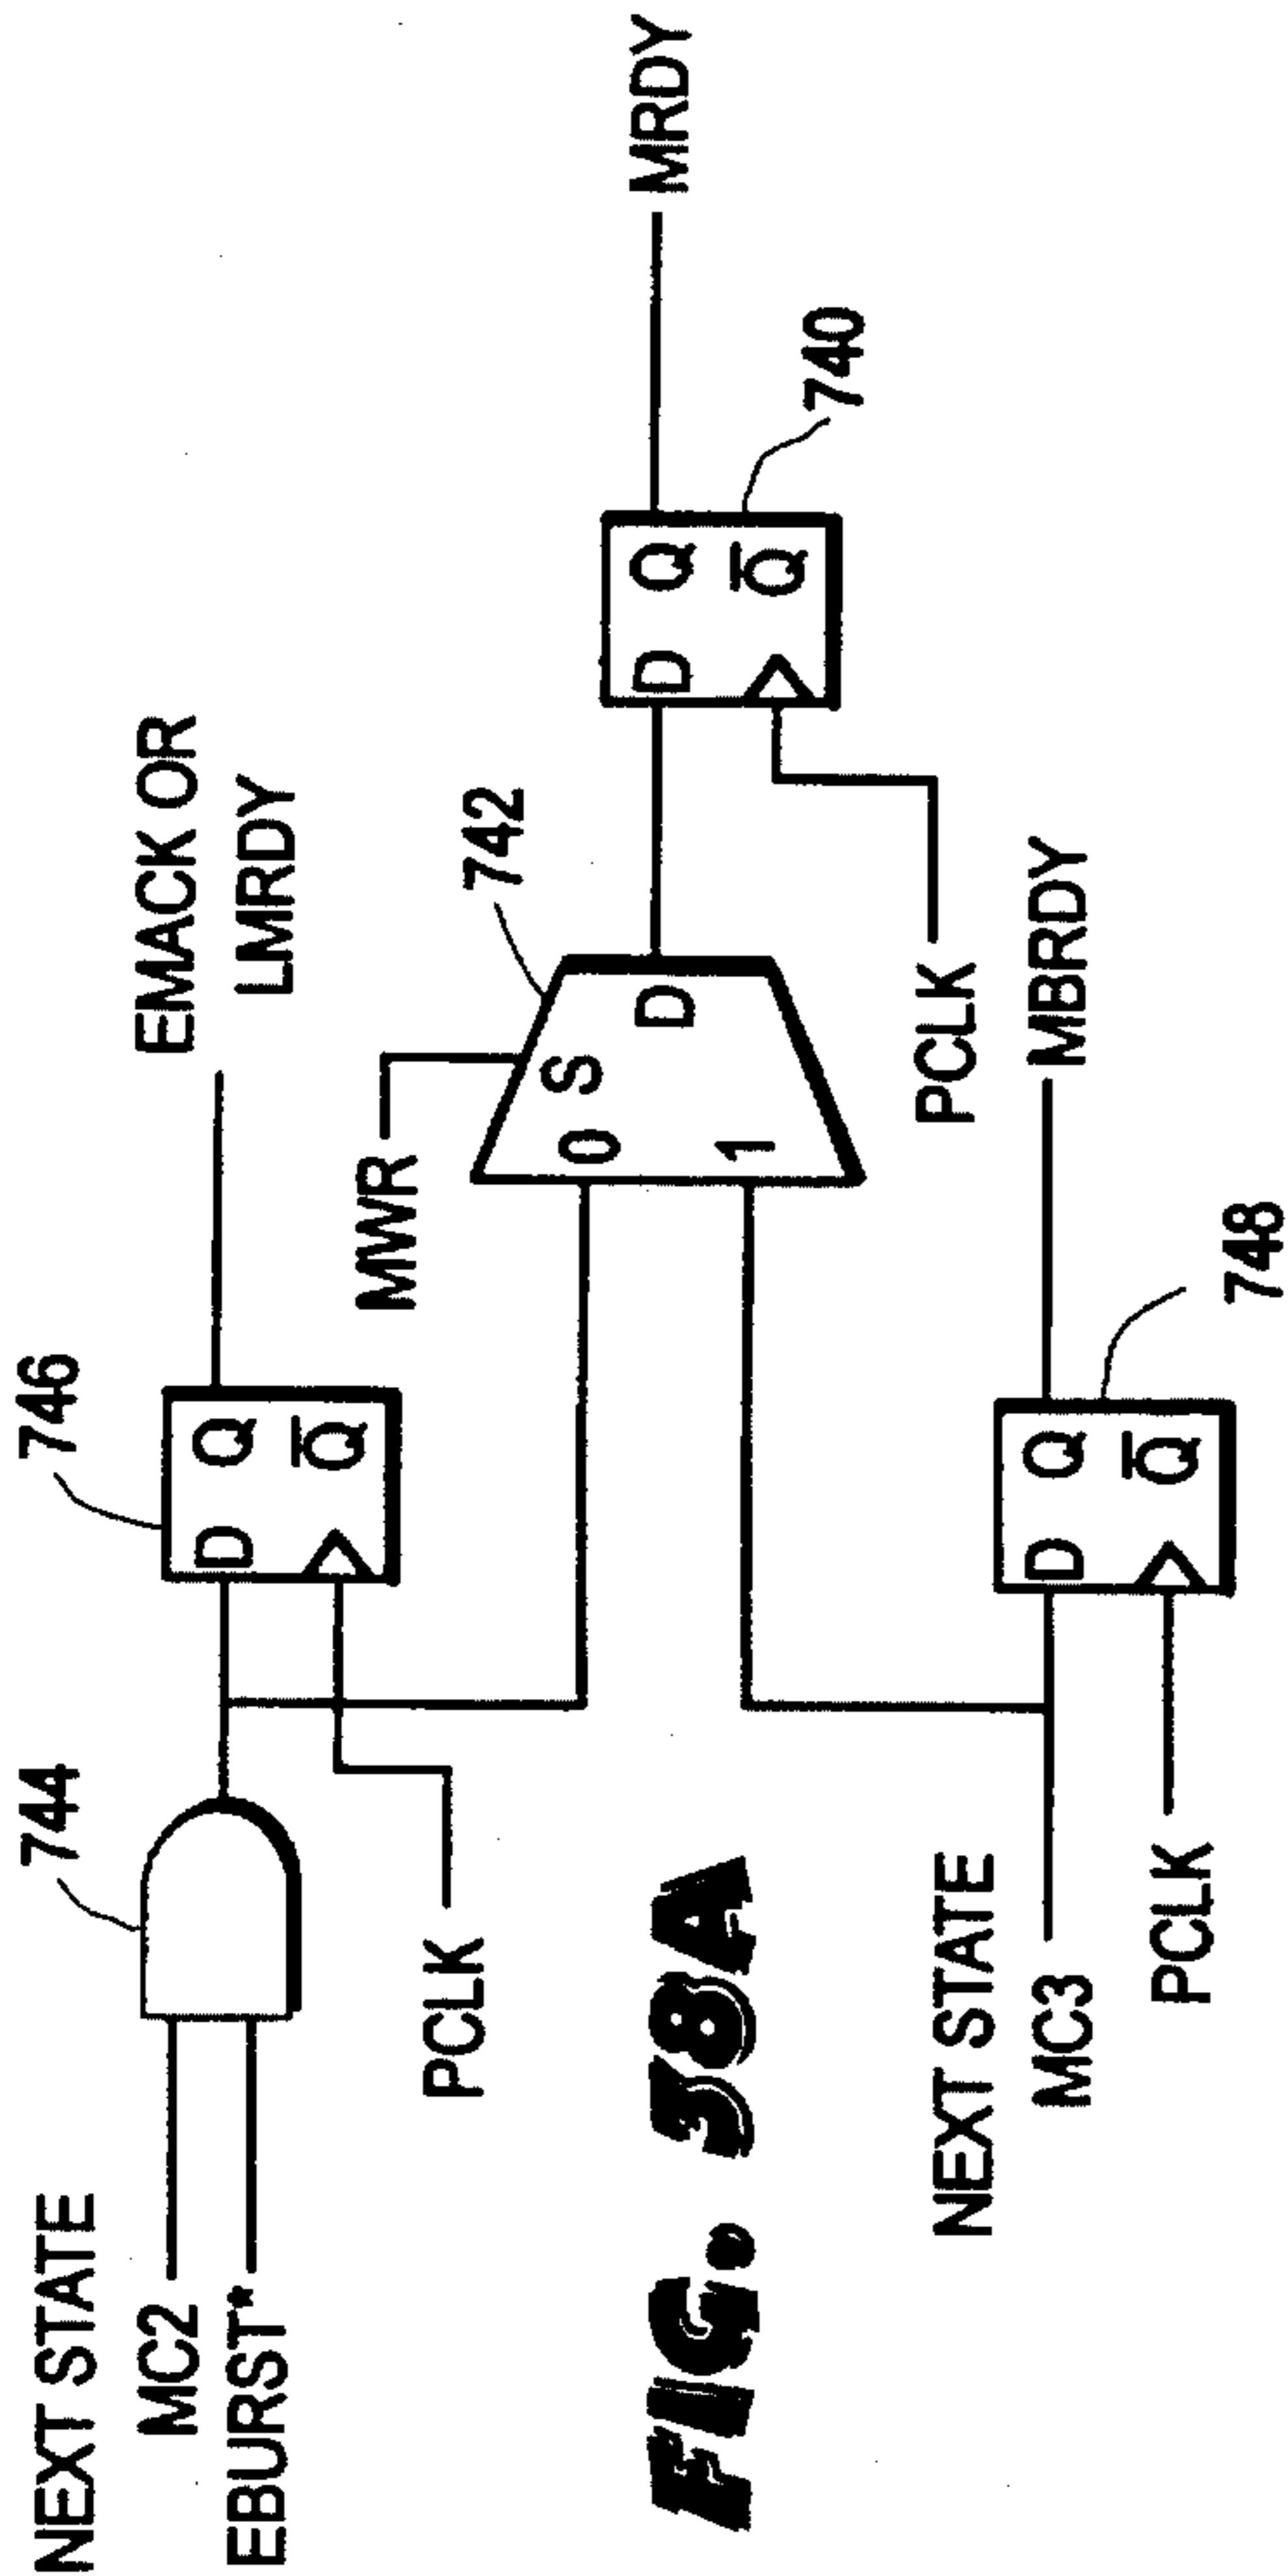 NEXT STATE
MC2
EBURST*
744
PCLK
746
D Q
Q
EMACK OR
LMRDY
MWR
742
0 S
D
1
D Q
Q
740
MRDY
PCLK
NEXT STATE
MC3
PCLK
D Q
Q
748
MBRDY
FIG. 38A